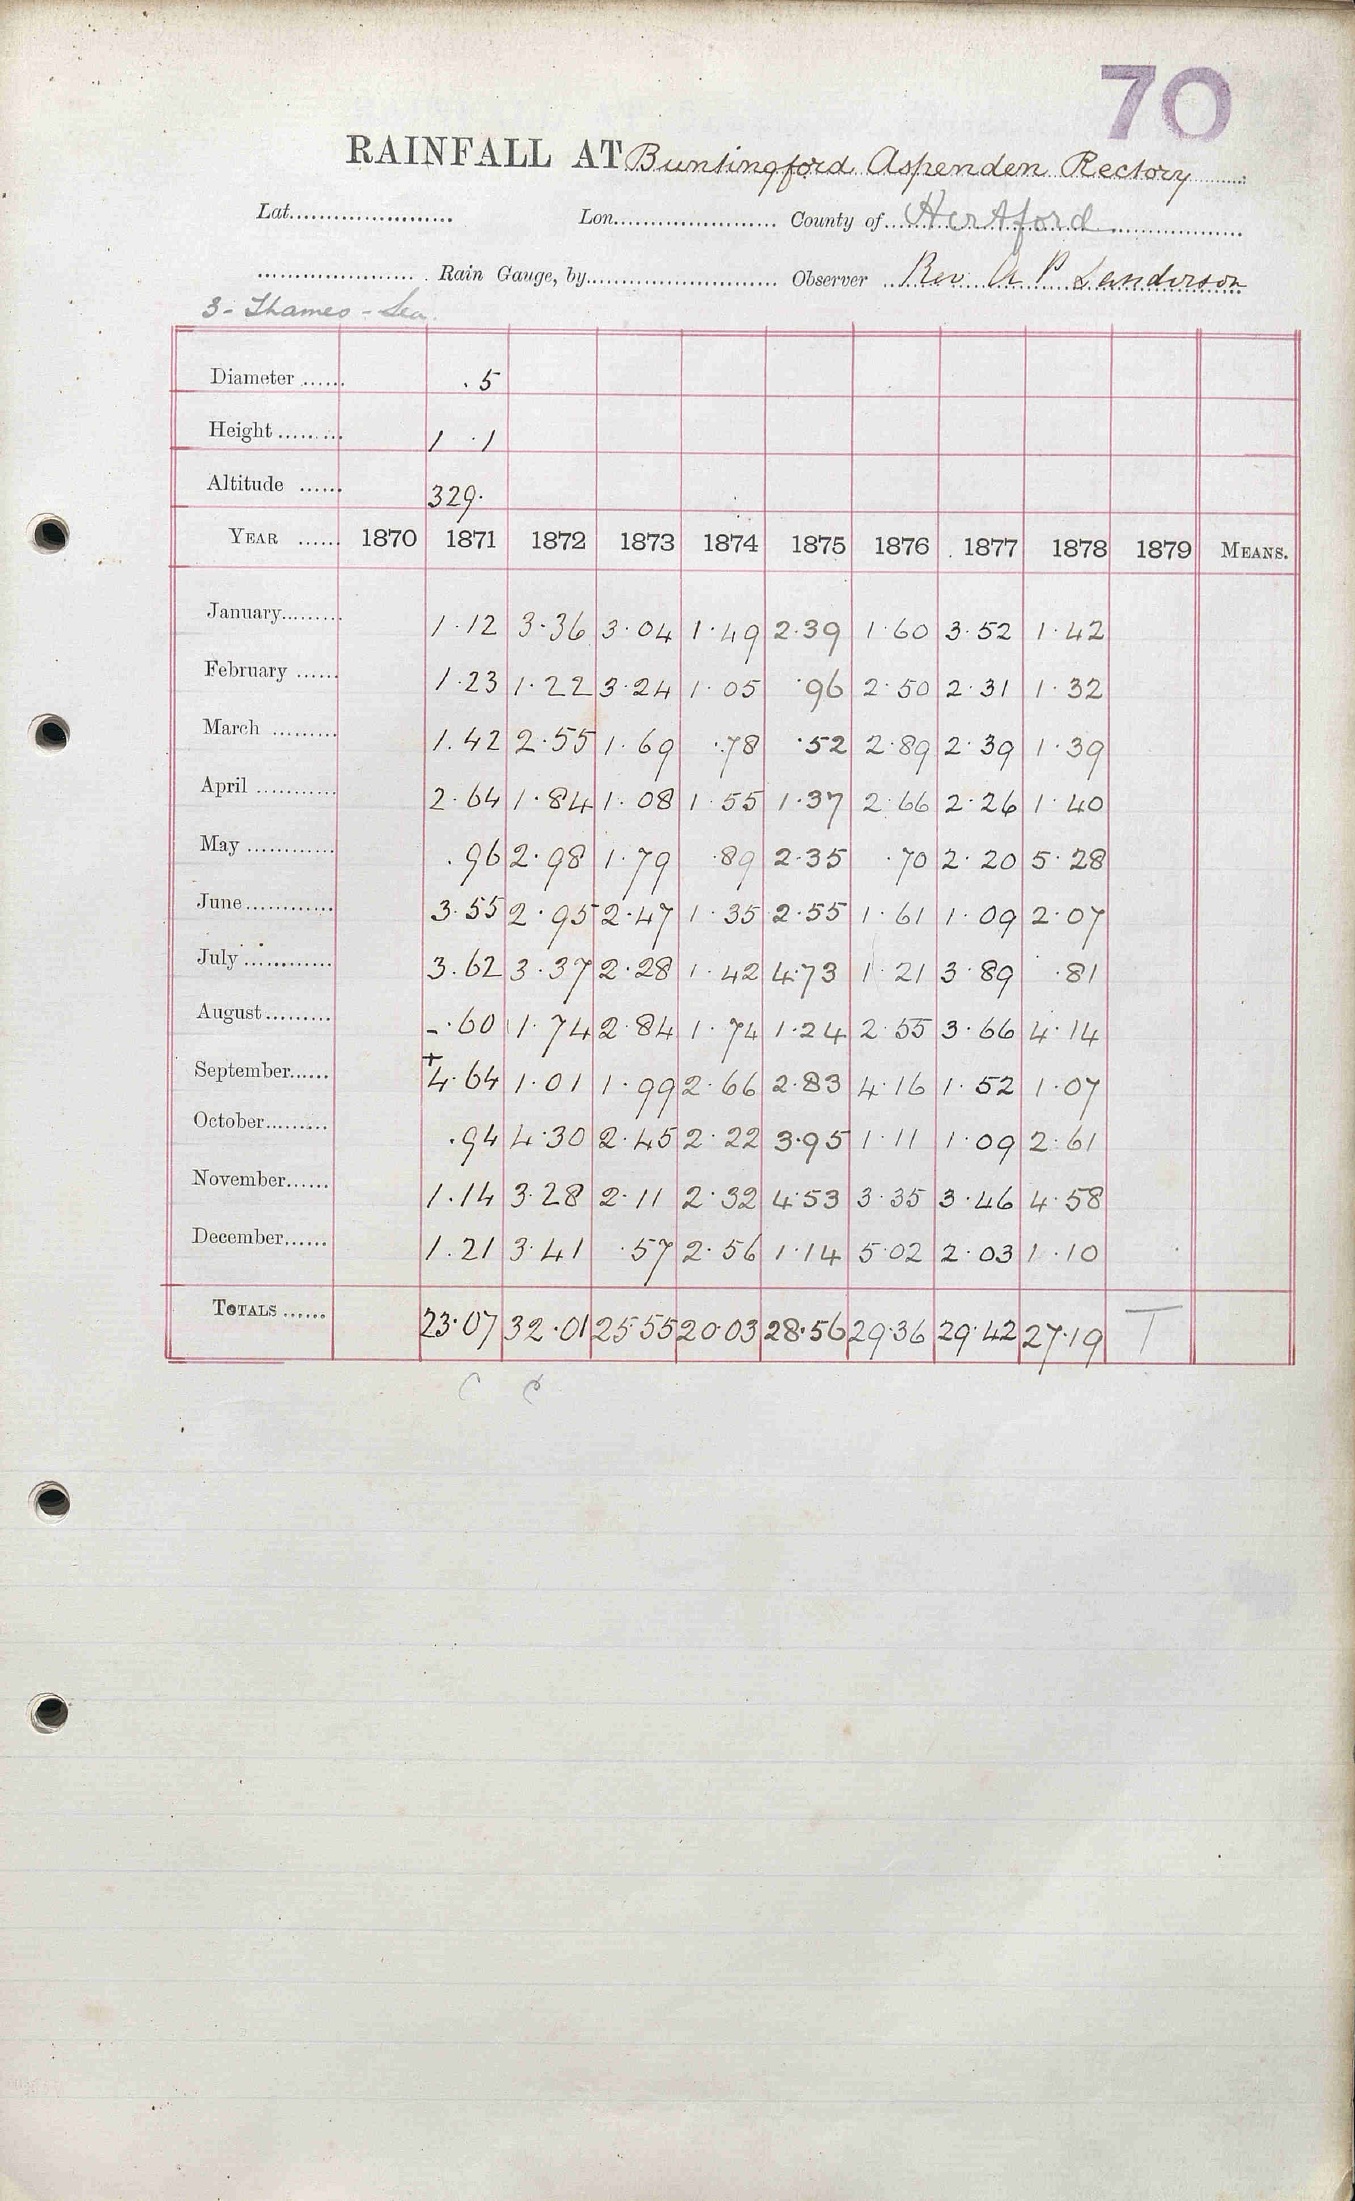 70
RAINFALL AT Buntingford Aspenden Rectory
Lat. Lon. County of Hertford
Rain Gauge, by Observer Rev. A P Sanderson
3 - Thames - Lea.
Diameter ...... .5
Height ......... 1 .1
Altitude ...... 329.
YEAR ...... 1870 1871 1872 1873 1874 1875 1876 1877 1878 1879 MEANS.
January......... 1.12 3.36 3.04 1.49 2.39 1.60 3.52 1.42
February ...... 1.23 1.22 3.24 1.05 .96 2.50 2.31 1.32
March ......... 1.42 2.55 1.69 .78 .52 2.89 2.39 1.39
April ............ 2.64 1.84 1.08 1.55 1.37 2.66 2.26 1.40
May ............ .96 2.98 1.79 .89 2.35 .70 2.20 5.28
June............ 3.55 2.95 2.47 1.35 2.55 1.61 1.09 2.07
July ............ 3.62 3.37 2.28 1.42 4.73 1.21 3.89 .81
August......... - .60 1.74 2.84 1.74 1.24 2.55 3.66 4.14
September...... + 4.64 1.01 1.99 2.66 2.83 4.16 1.52 1.07
October......... .94 4.30 2.45 2.22 3.95 1.11 1.09 2.61
November...... 1.14 3.28 2.11 2.32 4.53 3.35 3.46 4.58
December...... 1.21 3.41 .57 2.56 1.14 5.02 2.03 1.10
TOTALS ...... 23.07 32.01 25.55 20.03 28.56 29.36 29.42 27.19 T